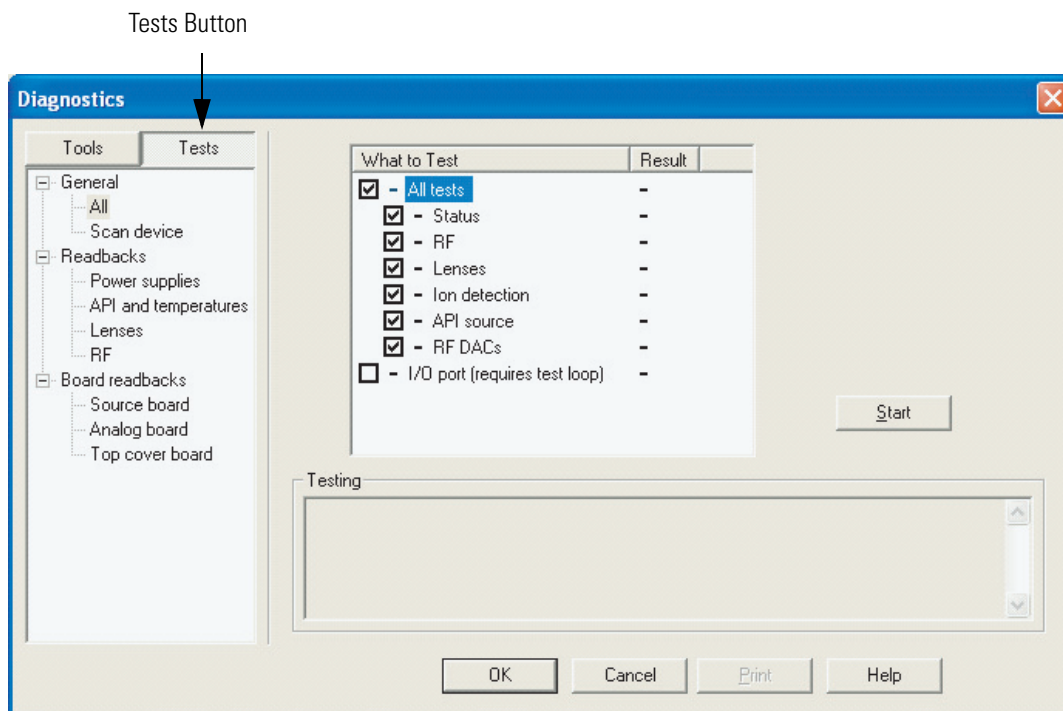 Tests Button
Diagnostics
Tools Tests
General
All
Scan device
Readbacks
Power supplies
API and temperatures
Lenses
RF
Board readbacks
Source board
Analog board
Top cover board
What to Test Result
All tests -
Status -
RF -
Lenses -
Ion detection -
API source -
RF DACs -
I/O port (requires test loop) -
Start
Testing
OK Cancel Print Help